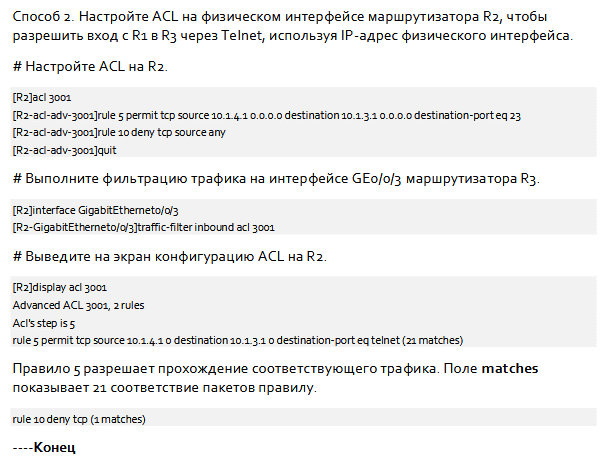 Способ 2. Настройте ACL на физическом интерфейсе маршрутизатора R2, чтобы
разрешить вход с R1 в R3 через Telnet, используя IP-адрес физического интерфейса.
# Настройте ACL на R2.
[R2]acl 3001
[R2-acl-adv-3001]rule 5 permit tcp source 10.1.4.1 0.0.0.0 destination 10.1.3.1 0.0.0.0 destination-port eq 23
[R2-acl-adv-3001]rule 10 deny tcp source any
[R2-acl-adv-3001]quit
# Выполните фильтрацию трафика на интерфейсе GE0/0/3 маршрутизатора R3.
[R2]interface GigabitEthernet0/0/3
[R2-GigabitEthernet0/0/3]traffic-filter inbound acl 3001
# Выведите на экран конфигурацию ACL на R2.
[R2]display acl 3001
Advanced ACL 3001, 2 rules
Acl's step is 5
rule 5 permit tcp source 10.1.4.1 0 destination 10.1.3.1 0 destination-port eq telnet (21 matches)
Правило 5 разрешает прохождение соответствующего трафика. Поле matches
показывает 21 соответствие пакетов правилу.
rule 10 deny tcp (1 matches)
----Конец